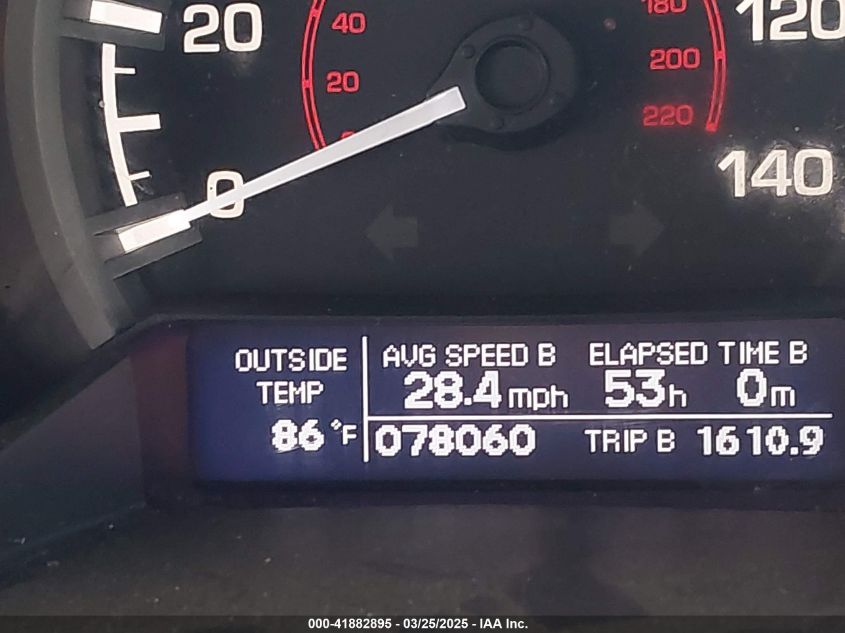 20
40
180
120
20
200
220
0
140
OUTSIDE
TEMP
86°F
AVG SPEED B
28.4 mph
ELAPSED TIME B
53h 0m
078060
TRIP B 1610.9
000-41882895 - 03/25/2025 - IAA Inc.